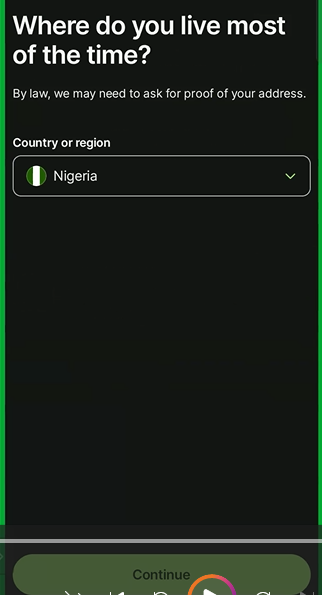 Where do you live most
of the time?
By law, we may need to ask for proof of your address.
Country or region
Nigeria
Continue